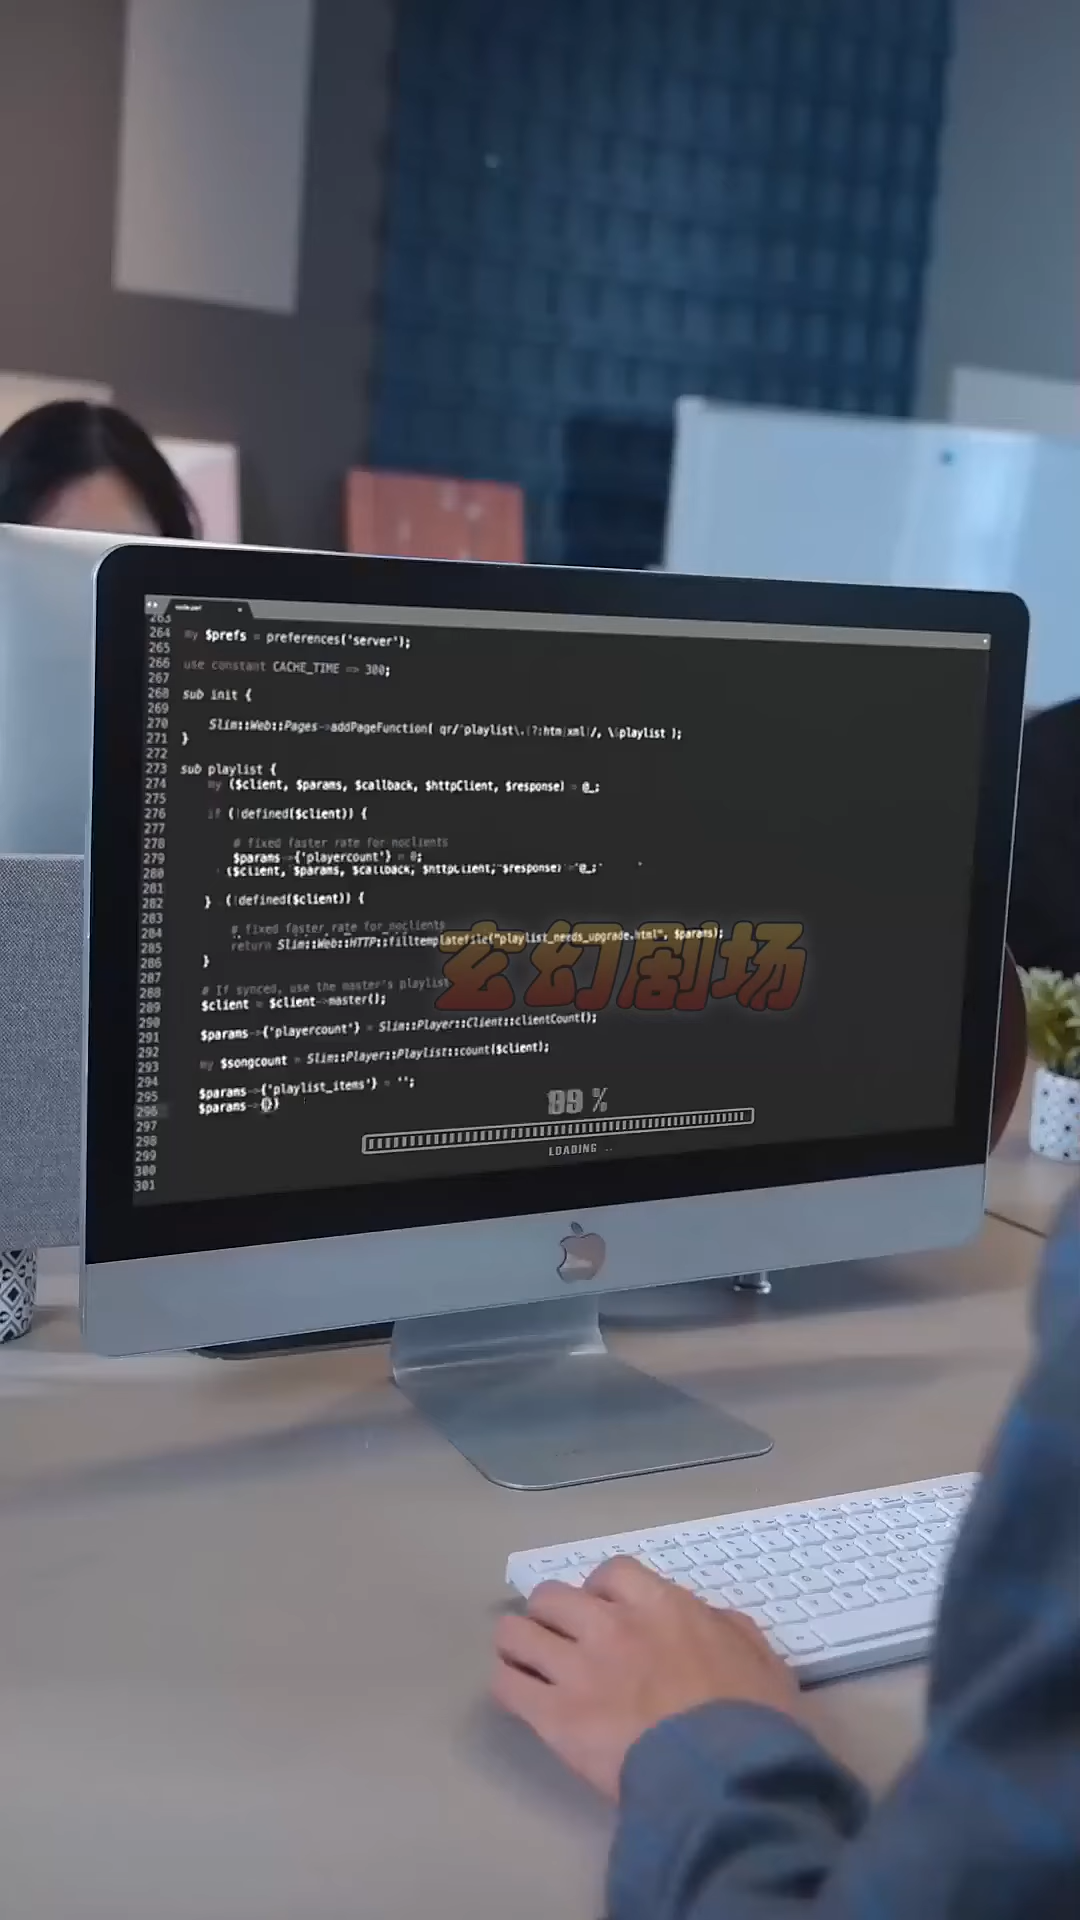 263
264 my $prefs = preferences('server');
265
266 use constant CACHE_TIME => 300;
267
268 sub init {
269
270 Slim::Web::Pages->addPageFunction( qr/^playlist\.(?:htm|xml)/, \&playlist );
271 }
272
273 sub playlist {
274 my ($client, $params, $callback, $httpClient, $response) = @_;
275
276 if (!defined($client)) {
277
278 # fixed faster rate for noclients
279 $params->{'playercount'} = 0;
280 ($client, $params, $callback, $httpClient, $response) = @_;
281
282 } (!defined($client)) {
283
284 # fixed faster rate for noclients
285 return Slim::Web::HTTP::filltemplatefile("playlist_needs_upgrade.html", $params);
286 }
287
288 # If synced, use the master's playlist
289 $client = $client->master();
290
291 $params->{'playercount'} = Slim::Player::Client::clientCount();
292
293 my $songcount = Slim::Player::Playlist::count($client);
294
295 $params->{'playlist_items'} = '';
296 $params->{}}
297
298
299
300
301
玄幻剧场
99 %
LOADING ..